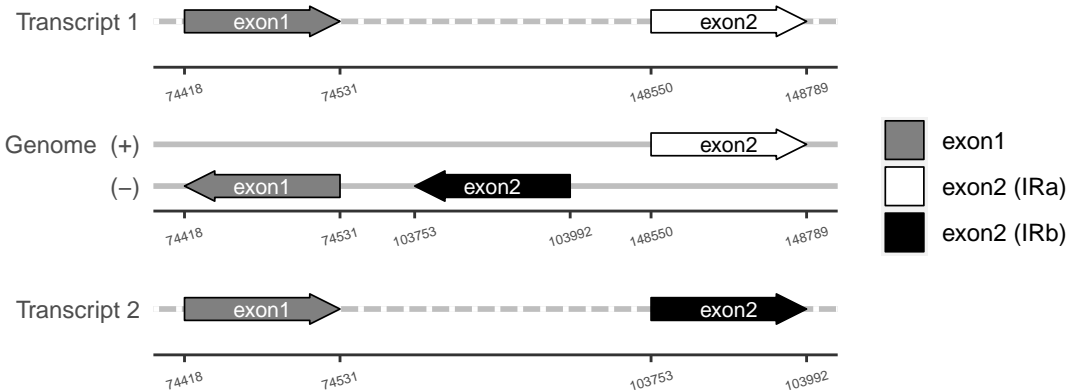 Transcript 1 exon1 exon2
74418 74531 148550 148789
Genome (+) exon2
(−) exon1 exon2
74418 74531 103753 103992 148550 148789
Transcript 2 exon1 exon2
74418 74531 103753 103992
exon1
exon2 (IRa)
exon2 (IRb)